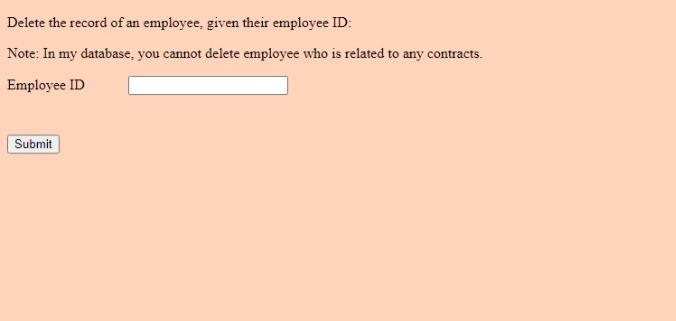 Delete the record of an employee, given their employee ID:
Note: In my database, you cannot delete employee who is related to any contracts.
Employee ID
Submit